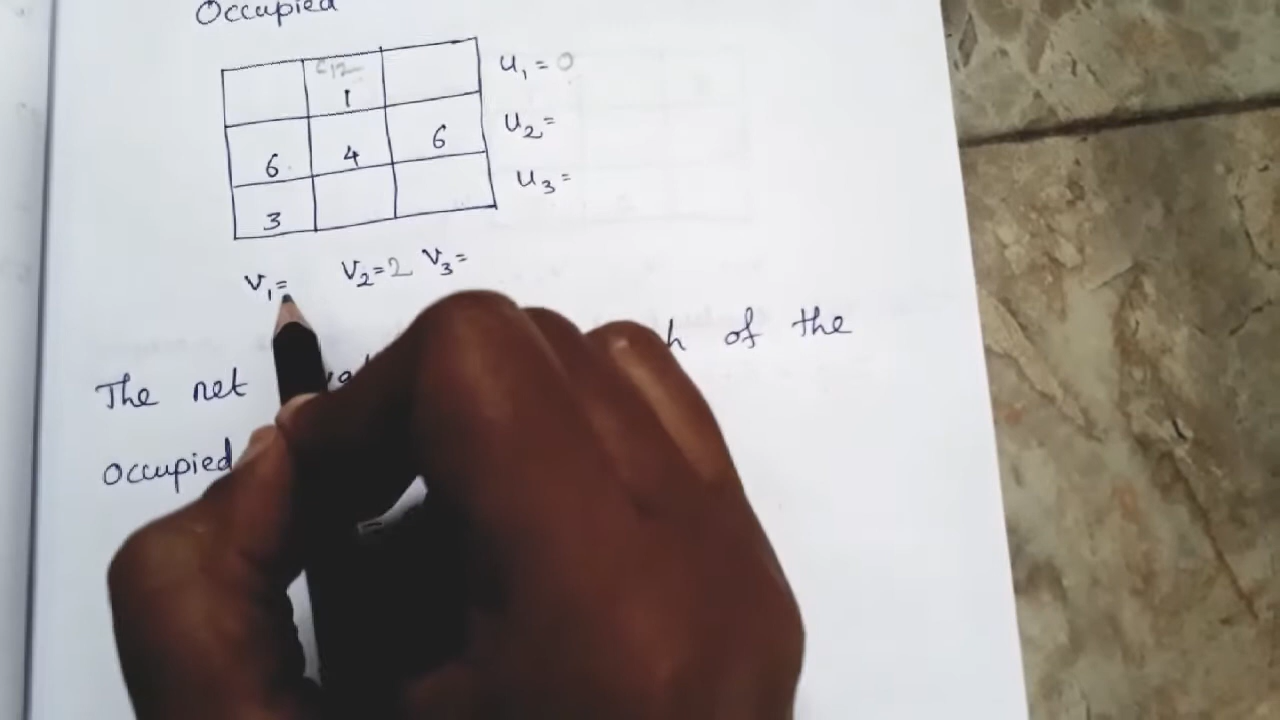 Occupied
C12 u1 = 0
1
6 4 6 u2 =
3 u3 =
v1 = v2 = 2 v3 =
The net of the
occupied